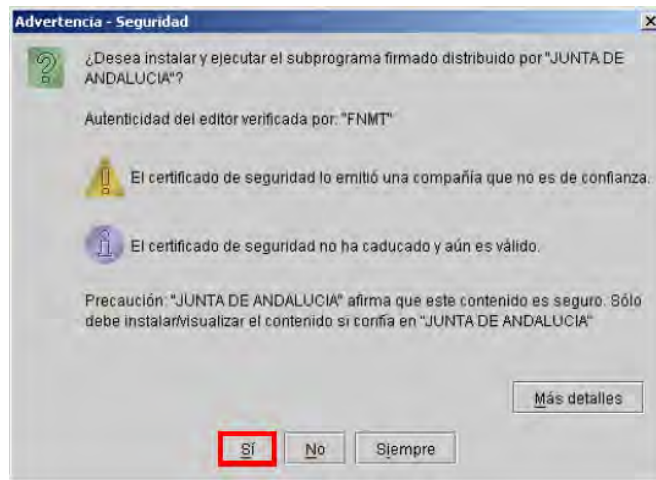 Advertencia - Seguridad
¿Desea instalar y ejecutar el subprograma firmado distribuido por "JUNTA DE
ANDALUCIA"?
Autenticidad del editor verificada por: "FNMT"
El certificado de seguridad lo emitió una compañía que no es de confianza.
El certificado de seguridad no ha caducado y aún es válido.
Precaución: "JUNTA DE ANDALUCIA" afirma que este contenido es seguro. Sólo
debe instalar/visualizar el contenido si confía en "JUNTA DE ANDALUCIA"
Más detalles
Sí No Siempre